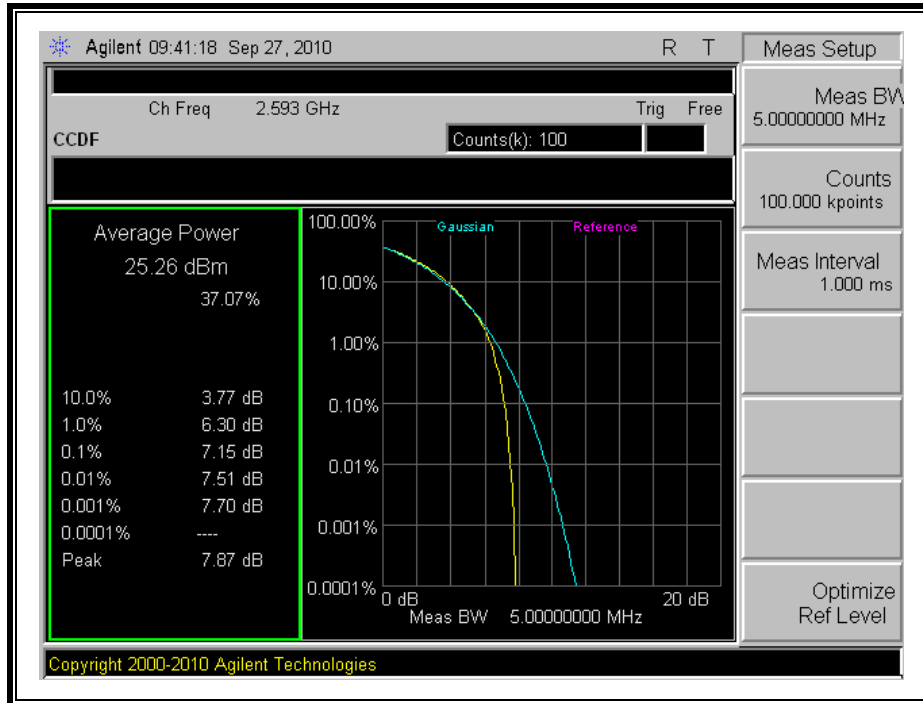 Agilent 09:41:18 Sep 27, 2010 R T
Ch Freq 2.593 GHz Trig Free
CCDF Counts(k): 100
Average Power
25.26 dBm
37.07%
10.0% 3.77 dB
1.0% 6.30 dB
0.1% 7.15 dB
0.01% 7.51 dB
0.001% 7.70 dB
0.0001% ----
Peak 7.87 dB
Gaussian Reference
100.00%
10.00%
1.00%
0.10%
0.01%
0.001%
0.0001%
0 dB 20 dB
Meas BW 5.00000000 MHz
Meas Setup
Meas BW
5.00000000 MHz
Counts
100.000 kpoints
Meas Interval
1.000 ms
Optimize
Ref Level
Copyright 2000-2010 Agilent Technologies